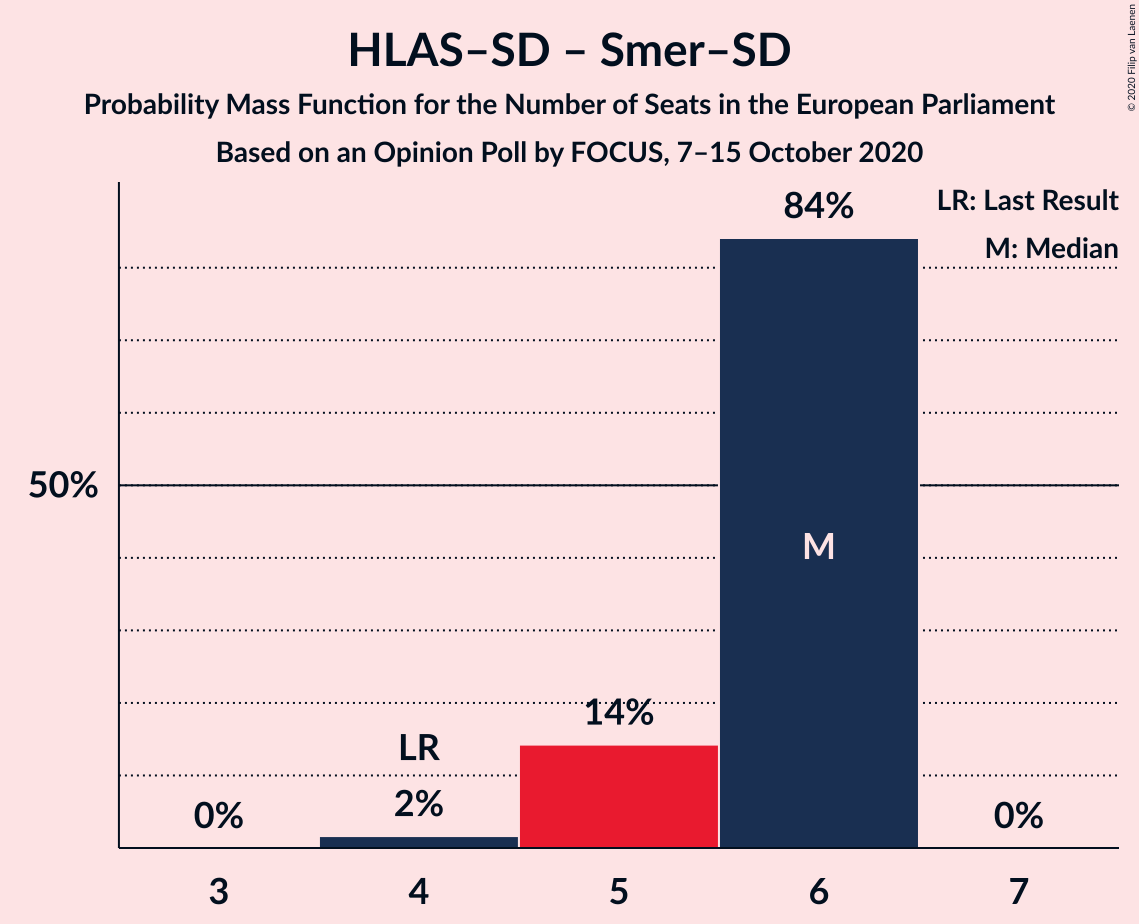 HLAS–SD – Smer–SD
Probability Mass Function for the Number of Seats in the European Parliament
Based on an Opinion Poll by FOCUS, 7–15 October 2020
© 2020 Filip van Laenen
LR: Last Result
M: Median
84%
50%
M
14%
LR
2%
0%
0%
3 4 5 6 7